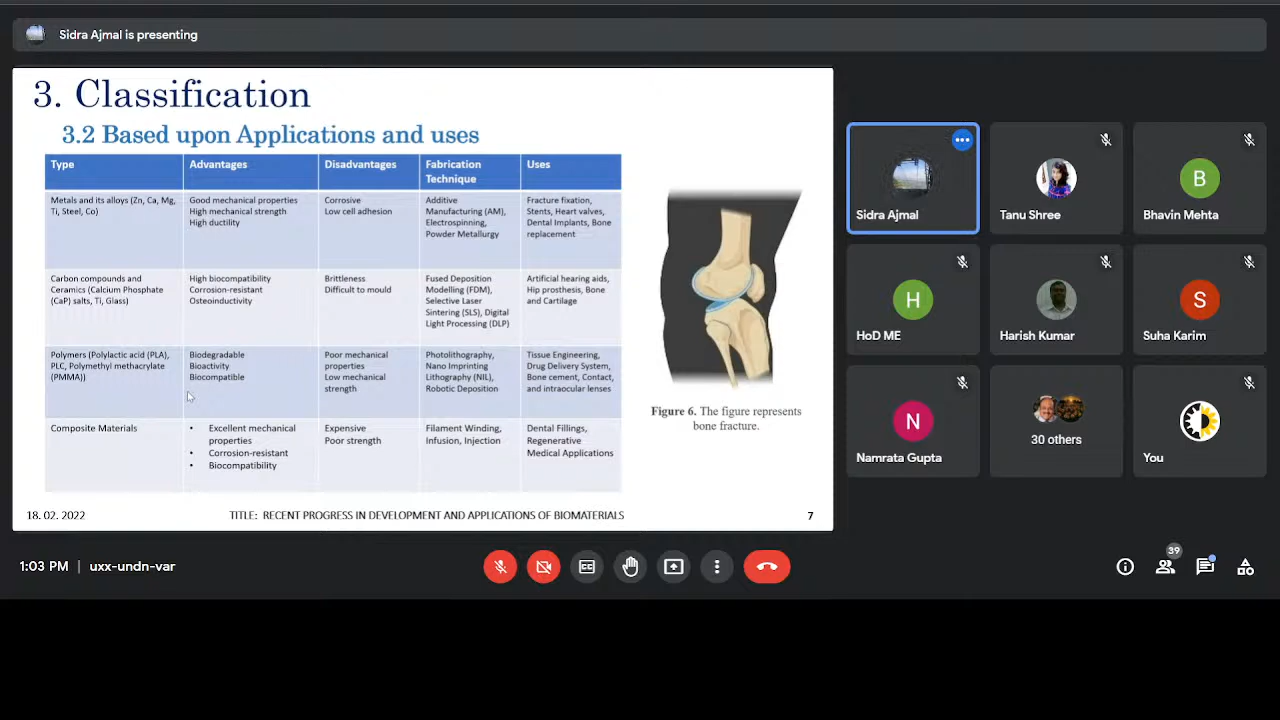 Sidra Ajmal is presenting
3. Classification
3.2 Based upon Applications and uses
Type
Advantages
Disadvantages
Fabrication
Technique
Uses
Metals and its alloys (Zn, Ca, Mg,
Ti, Steel, Co)
Good mechanical properties
High mechanical strength
High ductility
Corrosive
Low cell adhesion
Additive
Manufacturing (AM),
Electrospinning,
Powder Metallurgy
Fracture fixation,
Stents, Heart valves,
Dental Implants, Bone
replacement
Carbon compounds and
Ceramics (Calcium Phosphate
(CaP) salts, Ti, Glass)
High biocompatibility
Corrosion-resistant
Osteoinductivity
Brittleness
Difficult to mould
Fused Deposition
Modelling (FDM),
Selective Laser
Sintering (SLS), Digital
Light Processing (DLP)
Artificial hearing aids,
Hip prosthesis, Bone
and Cartilage
Polymers (Polylactic acid (PLA),
PLC, Polymethyl methacrylate
(PMMA))
Biodegradable
Bioactivity
Biocompatible
Poor mechanical
properties
Low mechanical
strength
Photolithography,
Nano Imprinting
Lithography (NIL),
Robotic Deposition
Tissue Engineering,
Drug Delivery System,
Bone cement, Contact,
and intraocular lenses
Composite Materials
• Excellent mechanical
properties
• Corrosion-resistant
• Biocompatibility
Expensive
Poor strength
Filament Winding,
Infusion, Injection
Dental Fillings,
Regenerative
Medical Applications
Figure 6. The figure represents
bone fracture.
18. 02. 2022
TITLE: RECENT PROGRESS IN DEVELOPMENT AND APPLICATIONS OF BIOMATERIALS
7
Sidra Ajmal
Tanu Shree
B
Bhavin Mehta
H
HoD ME
Harish Kumar
S
Suha Karim
N
Namrata Gupta
30 others
You
1:03 PM | uxx-undn-var
CC
39